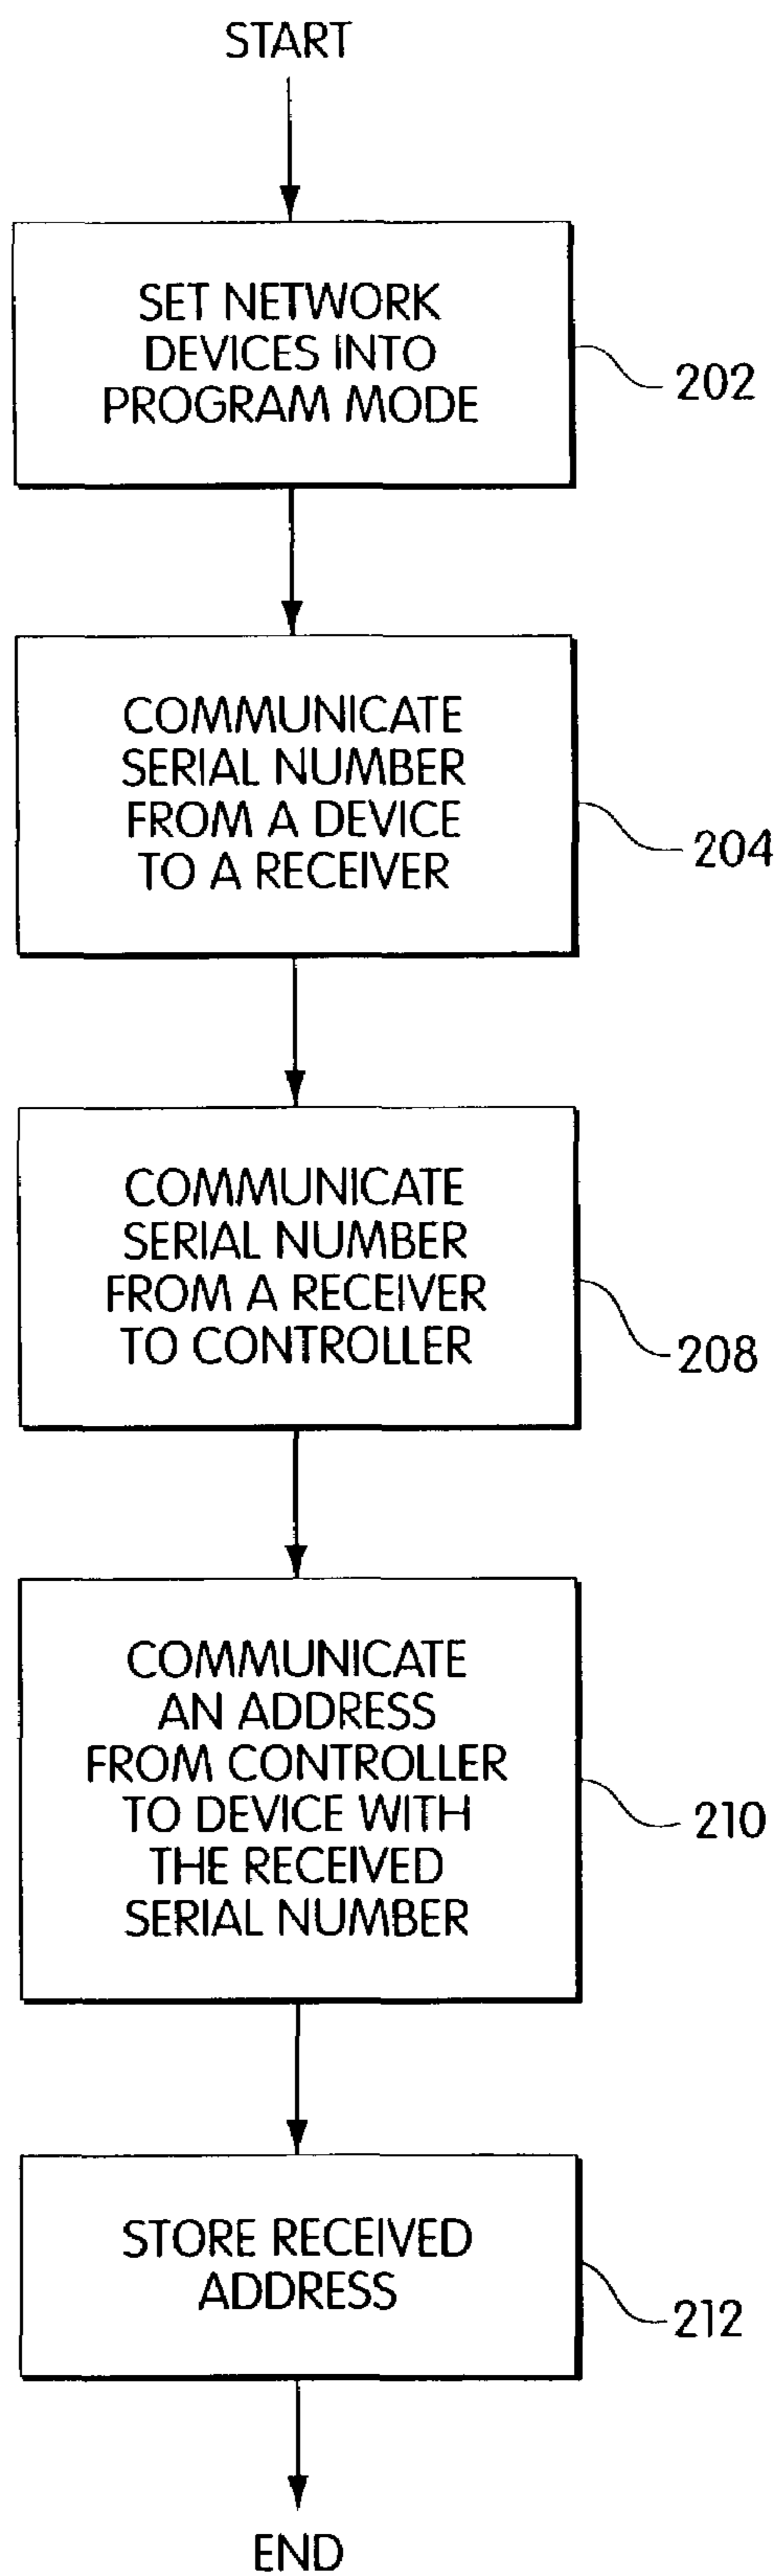 START
SET NETWORK
DEVICES INTO
PROGRAM MODE
202
COMMUNICATE
SERIAL NUMBER
FROM A DEVICE
TO A RECEIVER
204
COMMUNICATE
SERIAL NUMBER
FROM A RECEIVER
TO CONTROLLER
208
COMMUNICATE
AN ADDRESS
FROM CONTROLLER
TO DEVICE WITH
THE RECEIVED
SERIAL NUMBER
210
STORE RECEIVED
ADDRESS
212
END